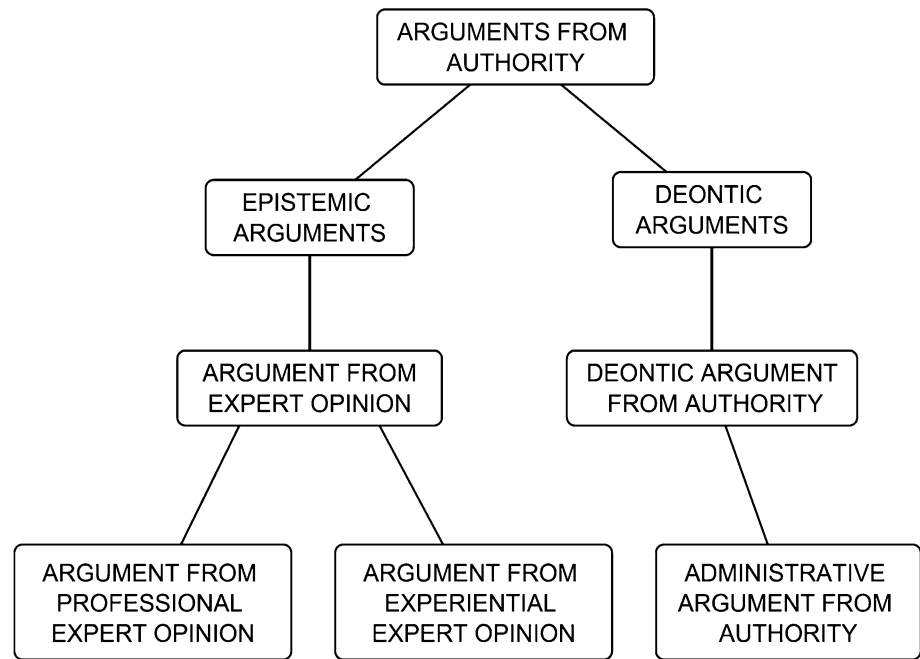 ARGUMENTS FROM
AUTHORITY
EPISTEMIC
ARGUMENTS
DEONTIC
ARGUMENTS
ARGUMENT FROM
EXPERT OPINION
DEONTIC ARGUMENT
FROM AUTHORITY
ARGUMENT FROM
PROFESSIONAL
EXPERT OPINION
ARGUMENT FROM
EXPERIENTIAL
EXPERT OPINION
ADMINISTRATIVE
ARGUMENT FROM
AUTHORITY